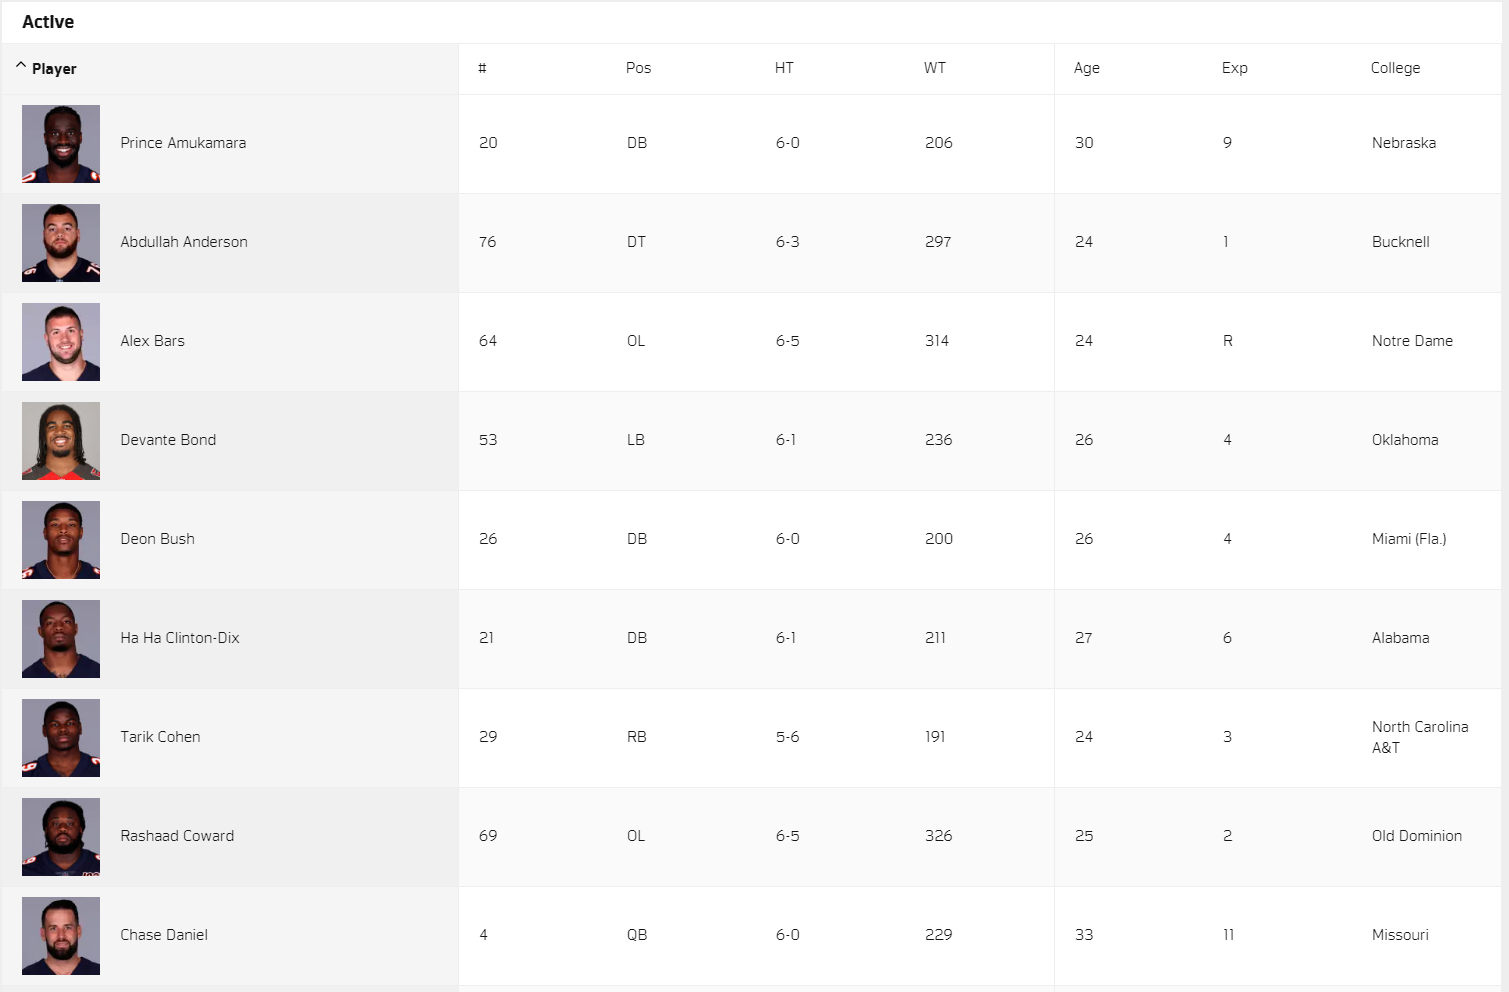 Active
Player # Pos HT WT Age Exp College
Prince Amukamara 20 DB 6-0 206 30 9 Nebraska
Abdullah Anderson 76 DT 6-3 297 24 1 Bucknell
Alex Bars 64 OL 6-5 314 24 R Notre Dame
Devante Bond 53 LB 6-1 236 26 4 Oklahoma
Deon Bush 26 DB 6-0 200 26 4 Miami (Fla.)
Ha Ha Clinton-Dix 21 DB 6-1 211 27 6 Alabama
Tarik Cohen 29 RB 5-6 191 24 3 North Carolina
A&T
Rashaad Coward 69 OL 6-5 326 25 2 Old Dominion
Chase Daniel 4 QB 6-0 229 33 11 Missouri